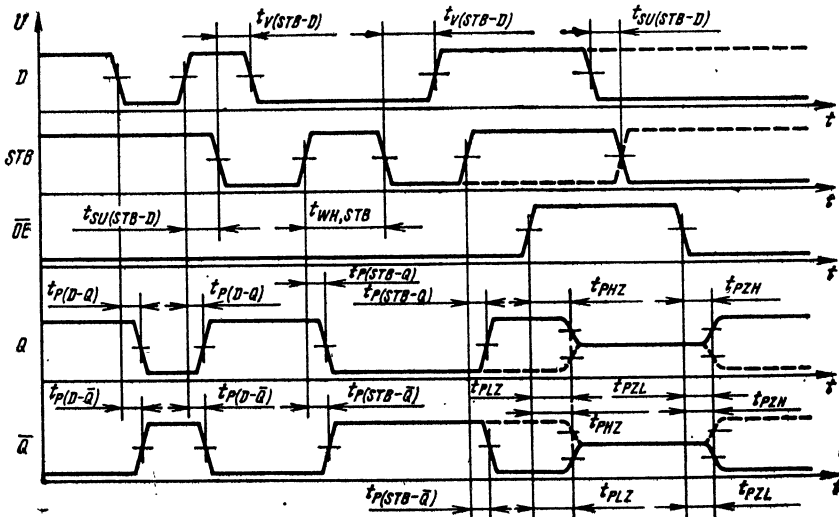 U
t_V(STB-D) t_V(STB-D) t_SU(STB-D)
D
t
STB
t
t_SU(STB-D) t_WH,STB
O̅E̅
t
t_P(STB-Q)
t_P(D-Q) t_P(D-Q) t_P(STB-Q) t_PHZ t_PZH
Q
t
t_P(D-Q̅) t_P(D-Q̅) t_P(STB-Q̅) t_PLZ t_PZL
t_PHZ t_PZH
Q̅
t
t_P(STB-Q̅) t_PLZ t_PZL